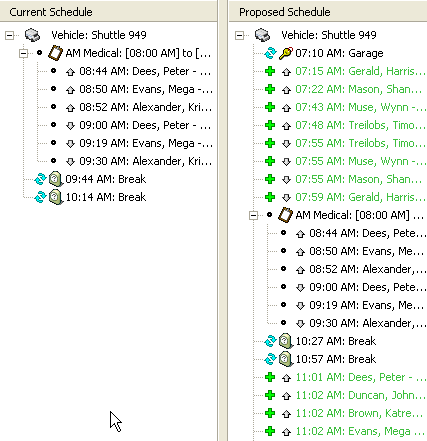 Current Schedule
Vehicle: Shuttle 949
AM Medical: [08:00 AM] to [...
08:44 AM: Dees, Peter - ...
08:50 AM: Evans, Mega ...
08:52 AM: Alexander, Kri...
09:00 AM: Dees, Peter - ...
09:19 AM: Evans, Mega ...
09:30 AM: Alexander, Kri...
09:44 AM: Break
10:14 AM: Break
Proposed Schedule
Vehicle: Shuttle 949
07:10 AM: Garage
07:15 AM: Gerald, Harris...
07:22 AM: Mason, Shan...
07:43 AM: Muse, Wynn -...
07:48 AM: Treilobs, Timo...
07:55 AM: Treilobs, Timo...
07:55 AM: Muse, Wynn -...
07:55 AM: Mason, Shan...
07:59 AM: Gerald, Harris...
AM Medical: [08:00 AM] ...
08:44 AM: Dees, Pete...
08:50 AM: Evans, Me...
08:52 AM: Alexander,...
09:00 AM: Dees, Pete...
09:19 AM: Evans, Me...
09:30 AM: Alexander,...
10:27 AM: Break
10:57 AM: Break
11:01 AM: Dees, Peter - ...
11:02 AM: Duncan, John...
11:02 AM: Brown, Katre...
11:02 AM: Evans, Mega ...